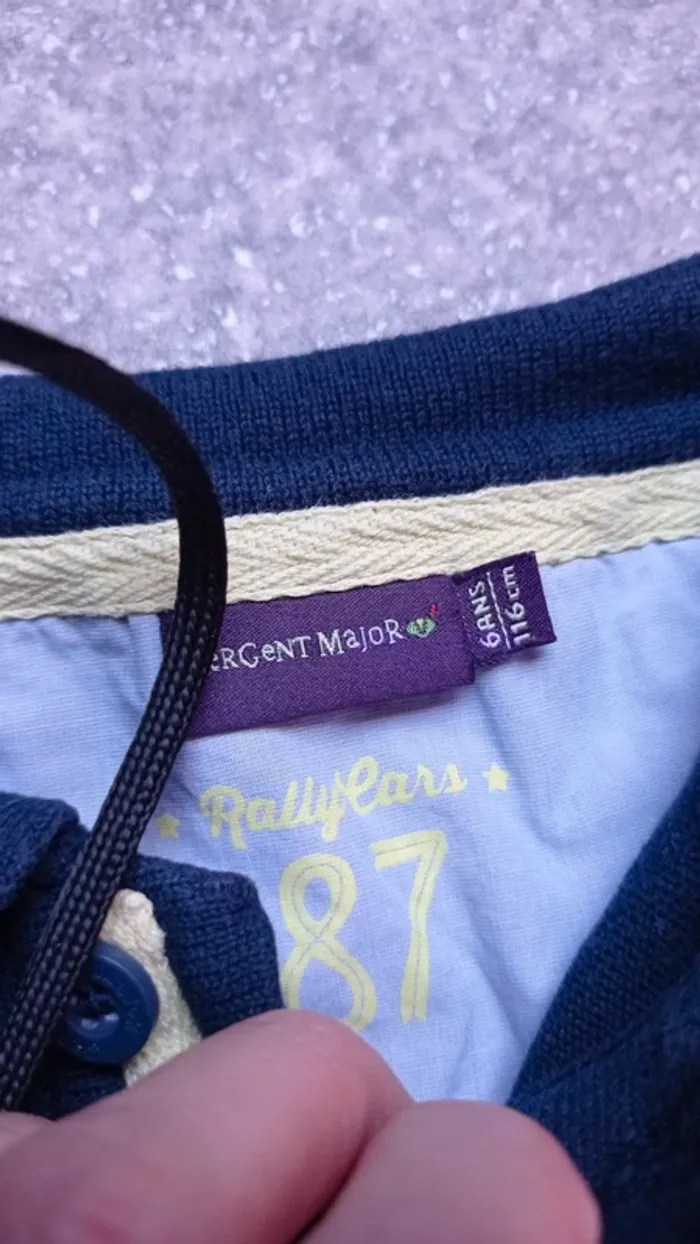 ERGENT MAJOR
6ANS
116cm
RallyCars
87